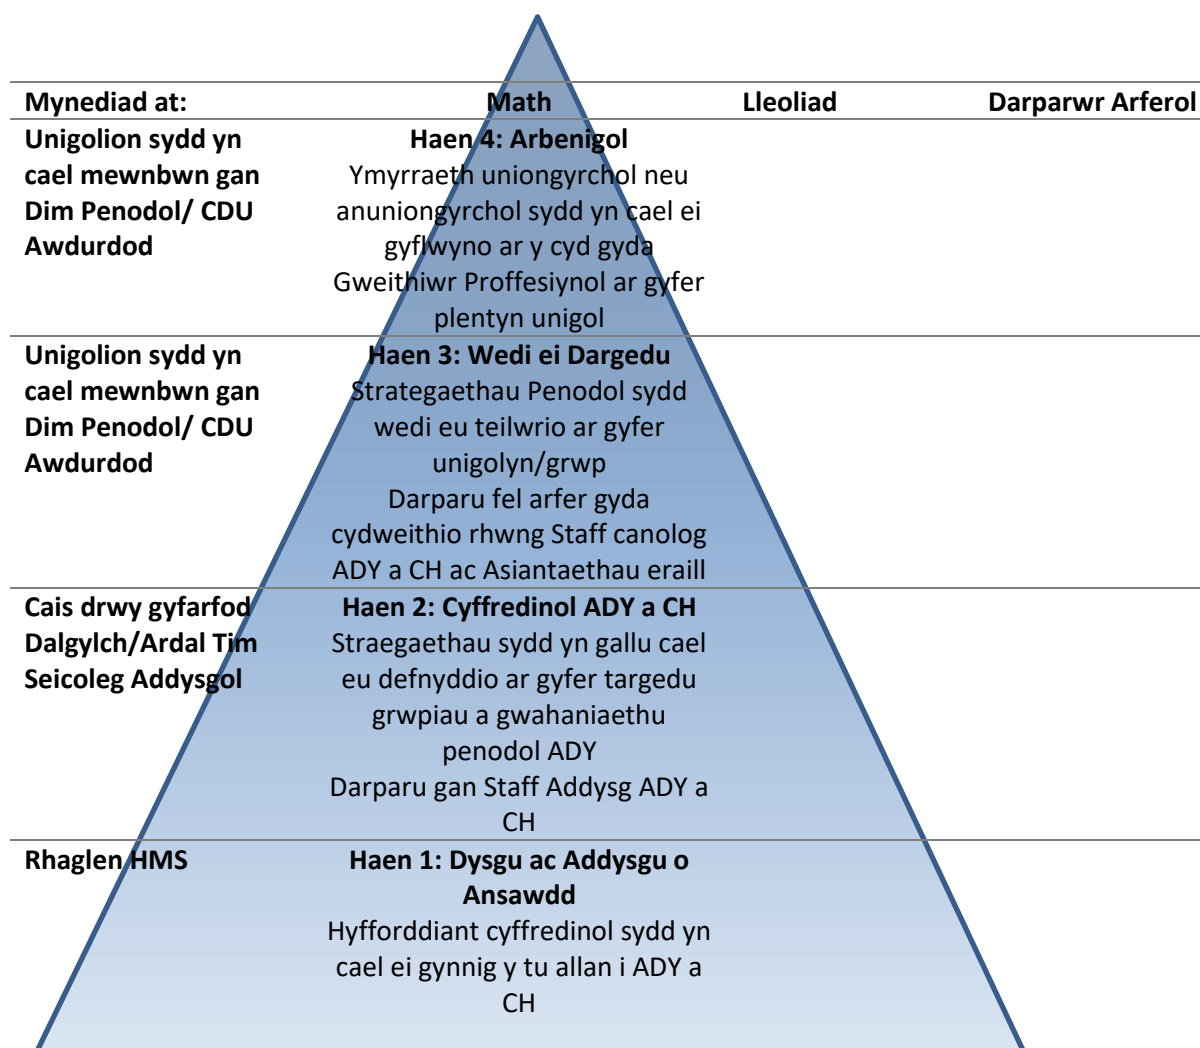 Mynediad at: Math Lleoliad Darparwr Arferol
Unigolion sydd yn
cael mewnbwn gan
Dim Penodol/ CDU
Awdurdod
Haen 4: Arbenigol
Ymyrraeth uniongyrchol neu
anuniongyrchol sydd yn cael ei
gyflwyno ar y cyd gyda
Gweithiwr Proffesiynol ar gyfer
plentyn unigol
Unigolion sydd yn
cael mewnbwn gan
Dim Penodol/ CDU
Awdurdod
Haen 3: Wedi ei Dargedu
Strategaethau Penodol sydd
wedi eu teilwrio ar gyfer
unigolyn/grwp
Darparu fel arfer gyda
cydweithio rhwng Staff canolog
ADY a CH ac Asiantaethau eraill
Cais drwy gyfarfod
Dalgylch/Ardal Tim
Seicoleg Addysgol
Haen 2: Cyffredinol ADY a CH
Straegaethau sydd yn gallu cael
eu defnyddio ar gyfer targedu
grwpiau a gwahaniaethu
penodol ADY
Darparu gan Staff Addysg ADY a
CH
Rhaglen HMS
Haen 1: Dysgu ac Addysgu o
Ansawdd
Hyfforddiant cyffredinol sydd yn
cael ei gynnig y tu allan i ADY a
CH